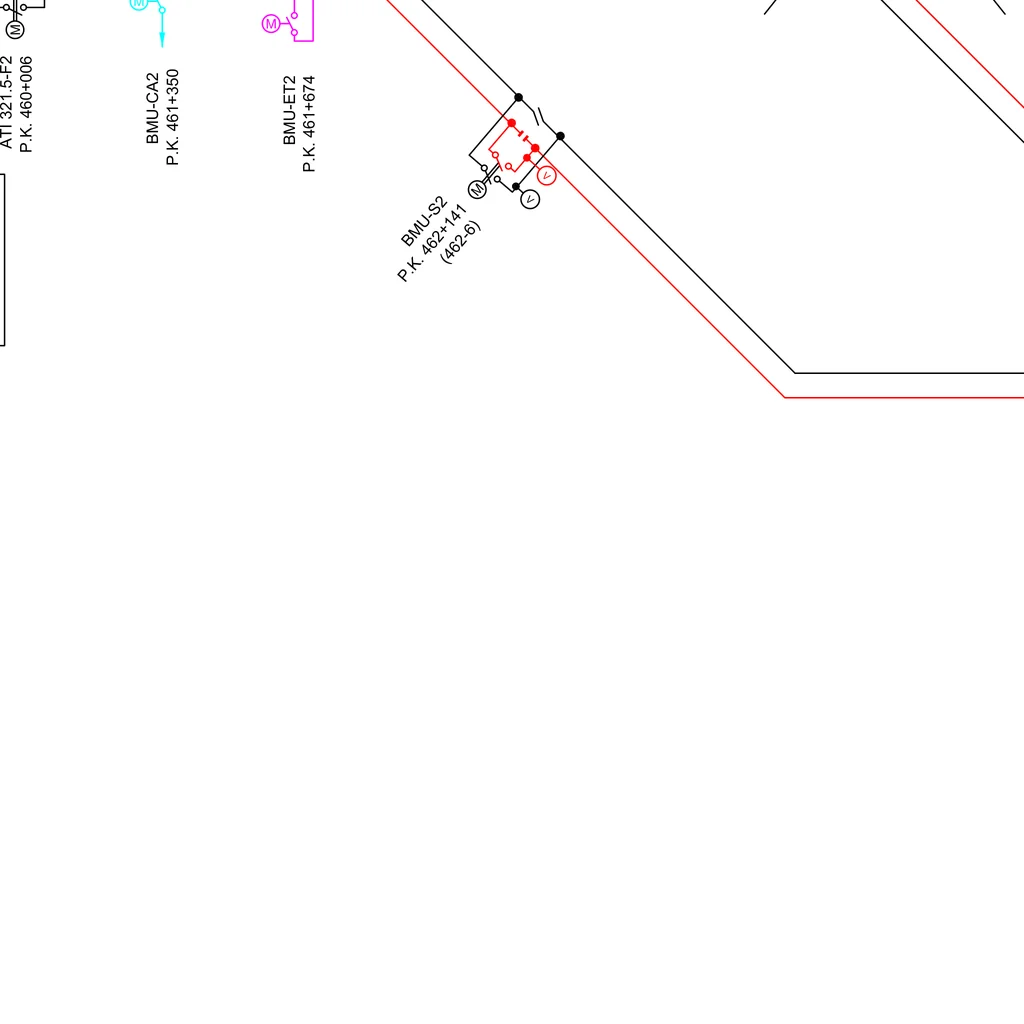 M
ATI 321.5-F2
P.K. 460+006
M
BMU-CA2
P.K. 461+350
M
BMU-ET2
P.K. 461+674
M
V
V
BMU-S2
P.K. 462+141
(462-6)